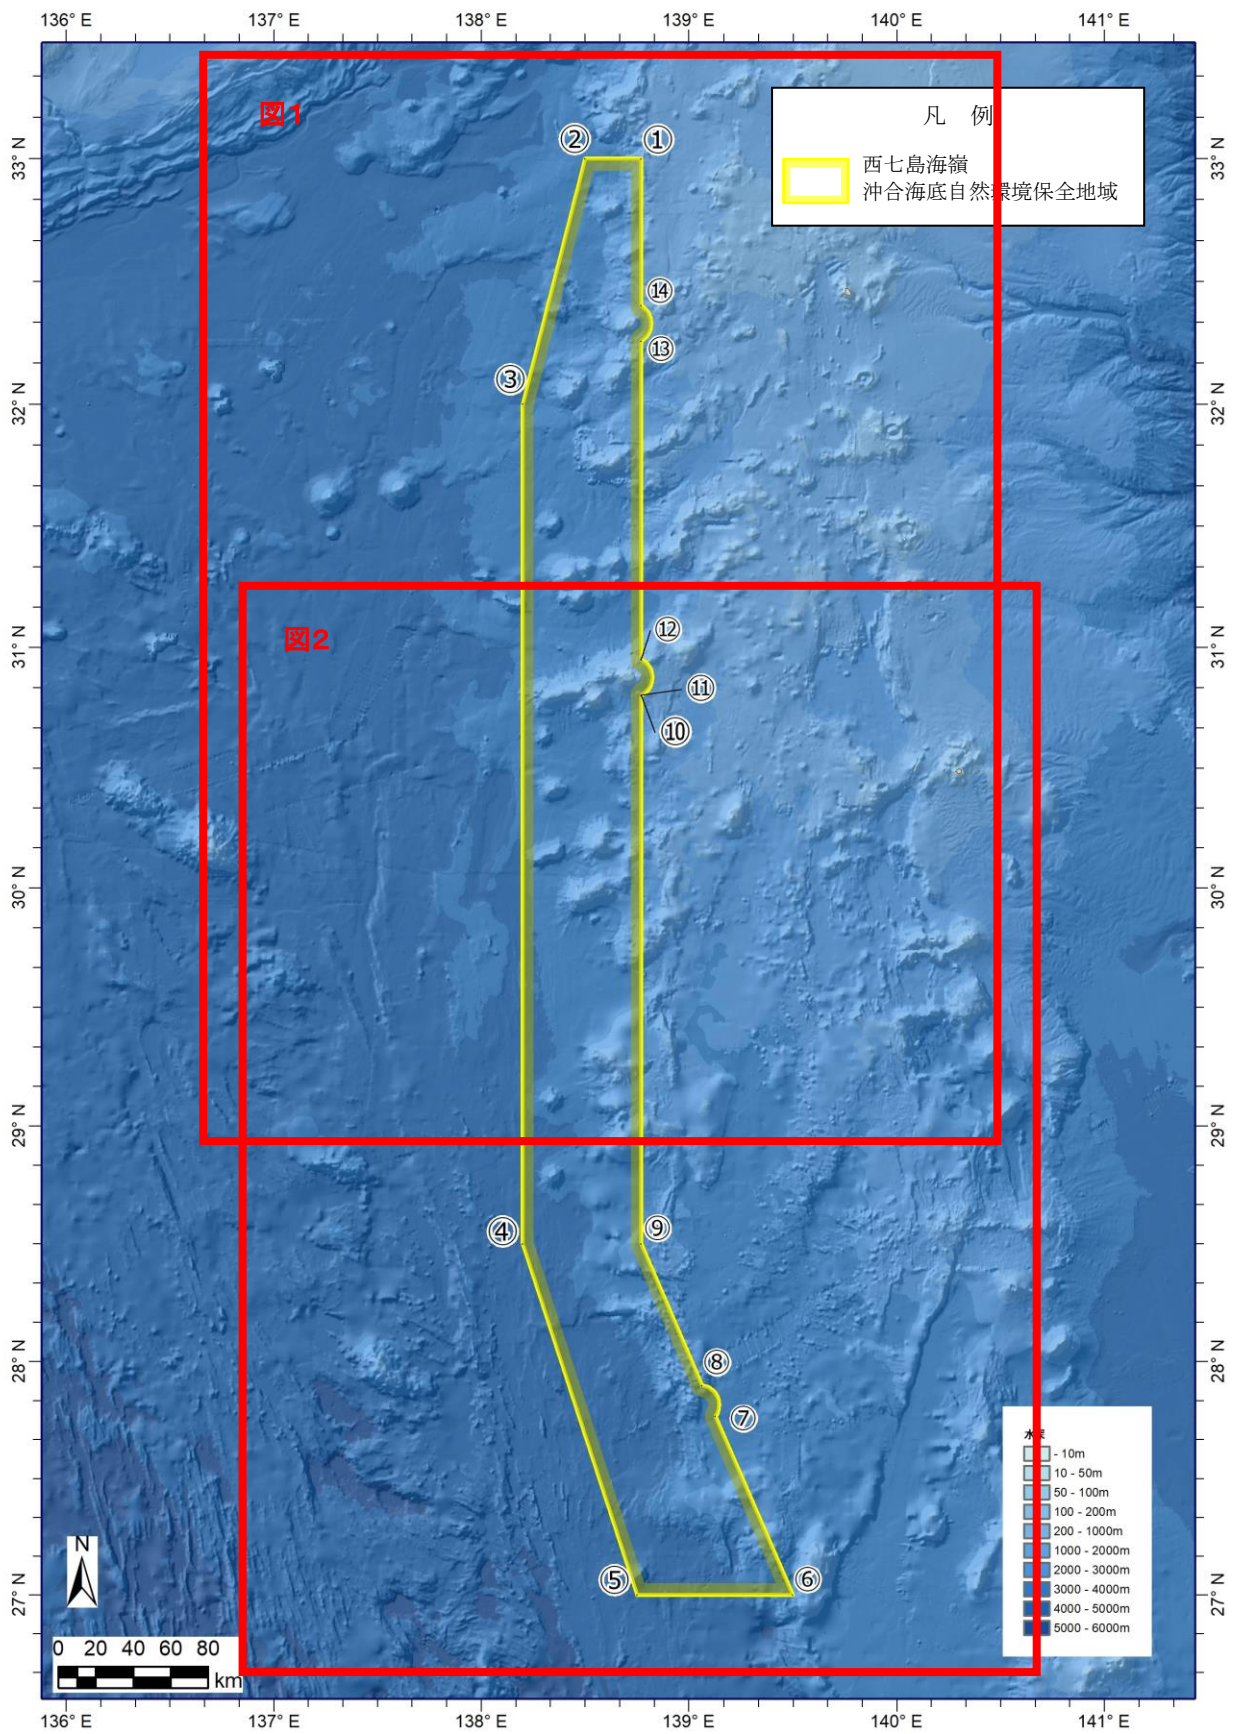 136° E 137° E 138° E 139° E 140° E 141° E
図1
凡 例
西七島海嶺
沖合海底自然環境保全地域
② ①
33° N 33° N
⑭
⑬
③
32° N 32° N
図2
⑫
31° N 31° N
⑪
⑩
30° N 30° N
29° N 29° N
④ ⑨
28° N 28° N
⑧
⑦
- 10m
10 - 50m
50 - 100m
100 - 200m
200 - 1000m
1000 - 2000m
2000 - 3000m
3000 - 4000m
4000 - 5000m
5000 - 6000m
N
⑤ ⑥
27° N 27° N
0 20 40 60 80
km
136° E 137° E 138° E 139° E 140° E 141° E